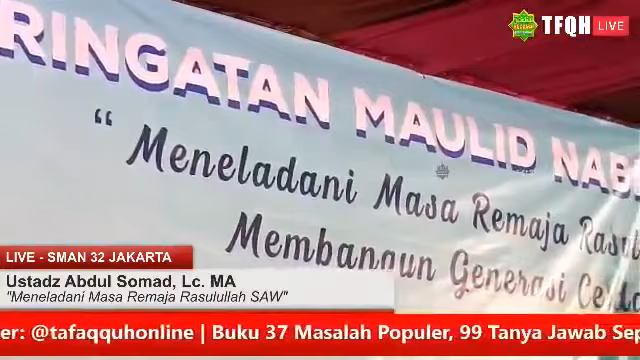 TFQH LIVE
RINGATAN MAULID NAB
" Meneladani Masa Remaja Rasul
Membangun Generasi Cerda
LIVE - SMAN 32 JAKARTA
Ustadz Abdul Somad, Lc. MA
"Meneladani Masa Remaja Rasulullah SAW"
er: @tafaqquhonline | Buku 37 Masalah Populer, 99 Tanya Jawab Sep